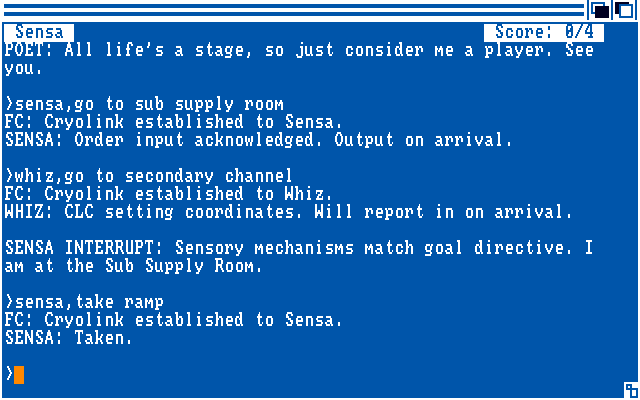 Sensa Score: 0/4
POET: All life's a stage, so just consider me a player. See
you.
>sensa,go to sub supply room
FC: Cryolink established to Sensa.
SENSA: Order input acknowledged. Output on arrival.
>whiz,go to secondary channel
FC: Cryolink established to Whiz.
WHIZ: CLC setting coordinates. Will report in on arrival.
SENSA INTERRUPT: Sensory mechanisms match goal directive. I
am at the Sub Supply Room.
>sensa,take ramp
FC: Cryolink established to Sensa.
SENSA: Taken.
>